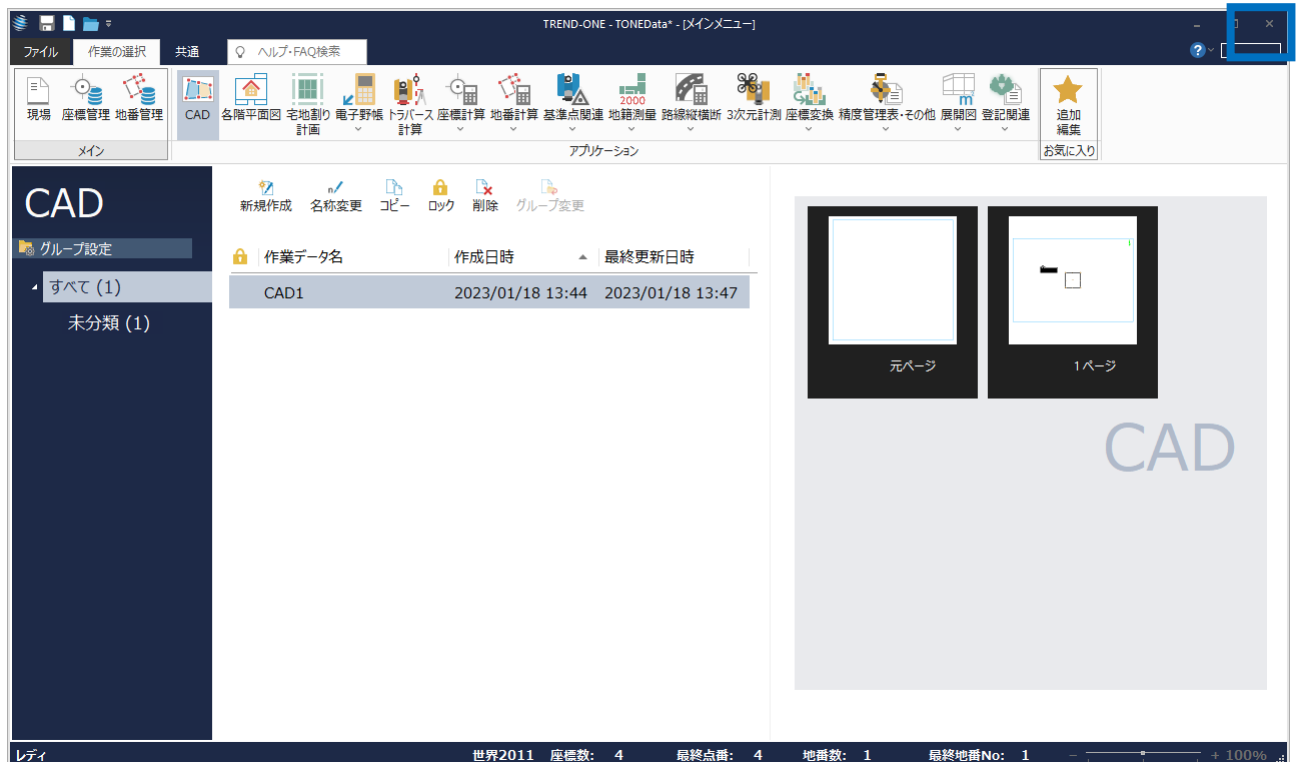 TREND-ONE - TONEData* - [メインメニュー]
ファイル 作業の選択 共通 ヘルプ・FAQ検索
現場 座標管理 地番管理 CAD 各階平面図 宅地割り計画 電子野帳 トラバース計算 座標計算 地番計算 基準点関連 地籍測量 路線縦横断 3次元計測 座標変換 精度管理表・その他 展開図 登記関連 追加編集
2000
m
メイン アプリケーション お気に入り
CAD
グループ設定
すべて (1)
未分類 (1)
新規作成 名称変更 コピー ロック 削除 グループ変更
作業データ名 作成日時 最終更新日時
CAD1 2023/01/18 13:44 2023/01/18 13:47
元ページ 1ページ
CAD
レディ 世界2011 座標数: 4 最終点番: 4 地番数: 1 最終地番No: 1 - + 100%